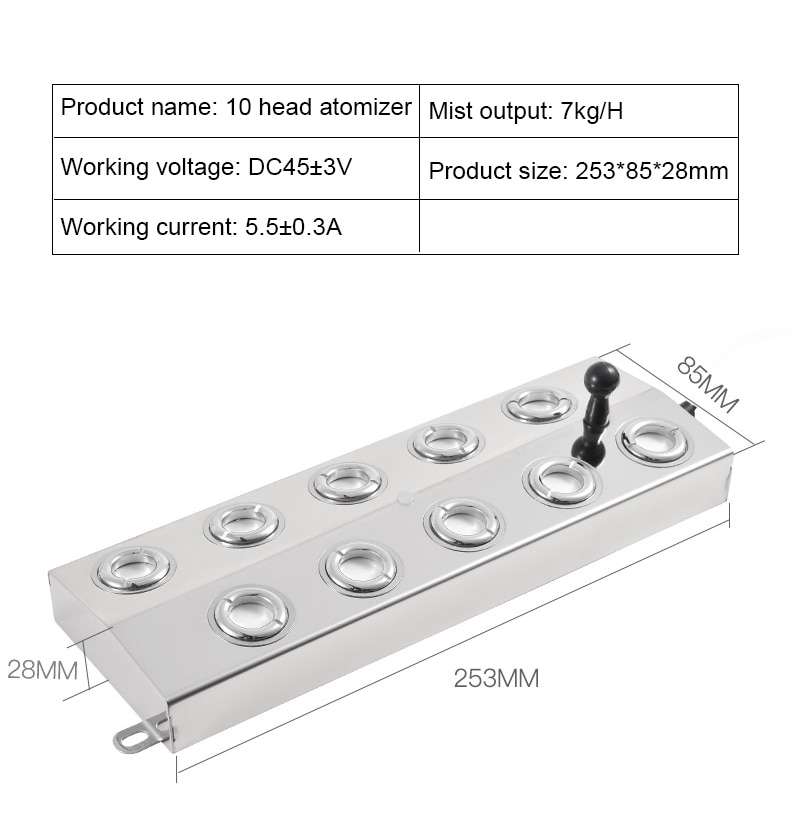 Product name: 10 head atomizer
Mist output: 7kg/H
Working voltage: DC45±3V
Product size: 253*85*28mm
Working current: 5.5±0.3A
85MM
28MM
253MM